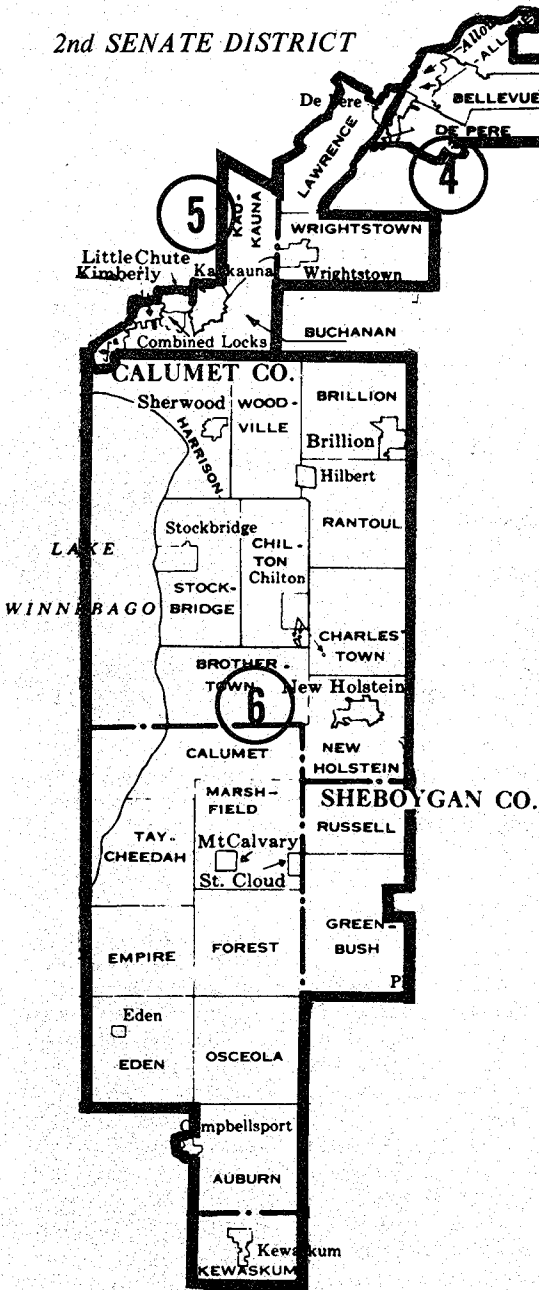 2nd SENATE DISTRICT
ALLOUEZ
BELLEVUE
De Pere
DE PERE
LAWRENCE
4
5
KAU-
KAUNA
WRIGHTSTOWN
Little Chute
Kimberly
Kaukauna
Wrightstown
Combined Locks
BUCHANAN
CALUMET CO.
Sherwood
WOOD-
VILLE
BRILLION
HARRISON
Brillion
Hilbert
RANTOUL
Stockbridge
LAKE
CHIL-
TON
Chilton
WINNEBAGO
STOCK-
BRIDGE
CHARLES
TOWN
BROTHER-
TOWN
6
New Holstein
NEW
HOLSTEIN
CALUMET
MARSH-
FIELD
SHEBOYGAN CO.
RUSSELL
TAY-
CHEEDAH
Mt Calvary
St. Cloud
GREEN-
BUSH
EMPIRE
FOREST
P
Eden
EDEN
OSCEOLA
Campbellsport
AUBURN
Kewaskum
KEWASKUM